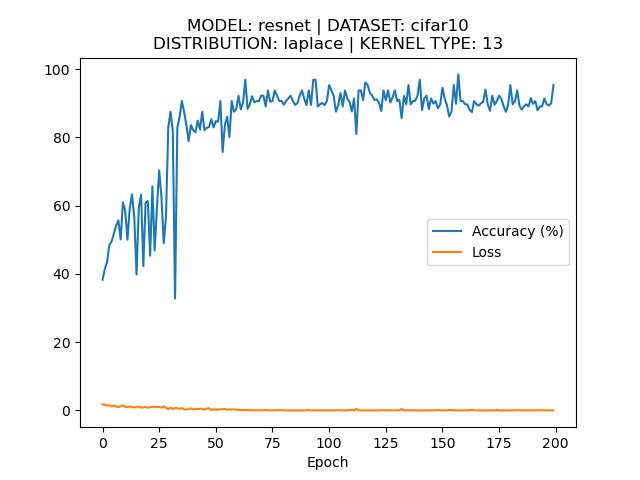 MODEL: resnet | DATASET: cifar10
DISTRIBUTION: laplace | KERNEL TYPE: 13
100
80
60
40
20
0
Accuracy (%)
Loss
0 25 50 75 100 125 150 175 200
Epoch